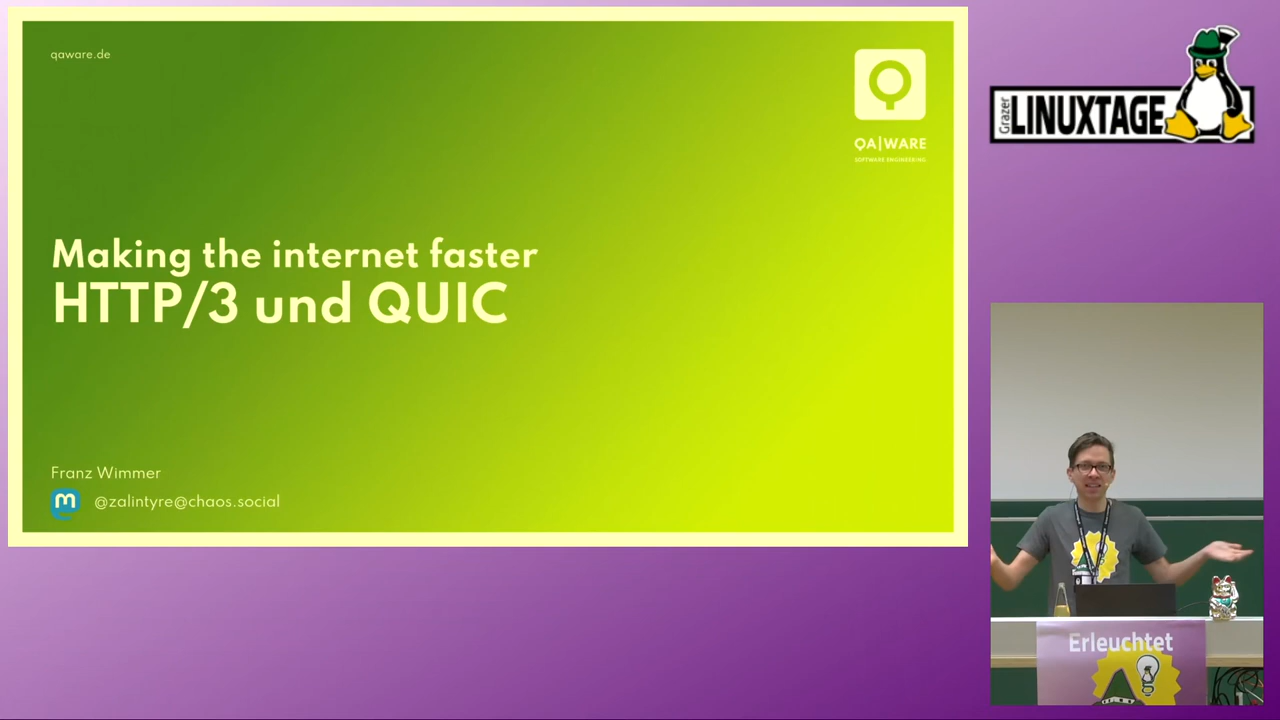 qaware.de
QA|WARE
SOFTWARE ENGINEERING
Making the internet faster
HTTP/3 und QUIC
Franz Wimmer
@zalintyre@chaos.social
Grazer
LINUXTAGE
Erleuchtet